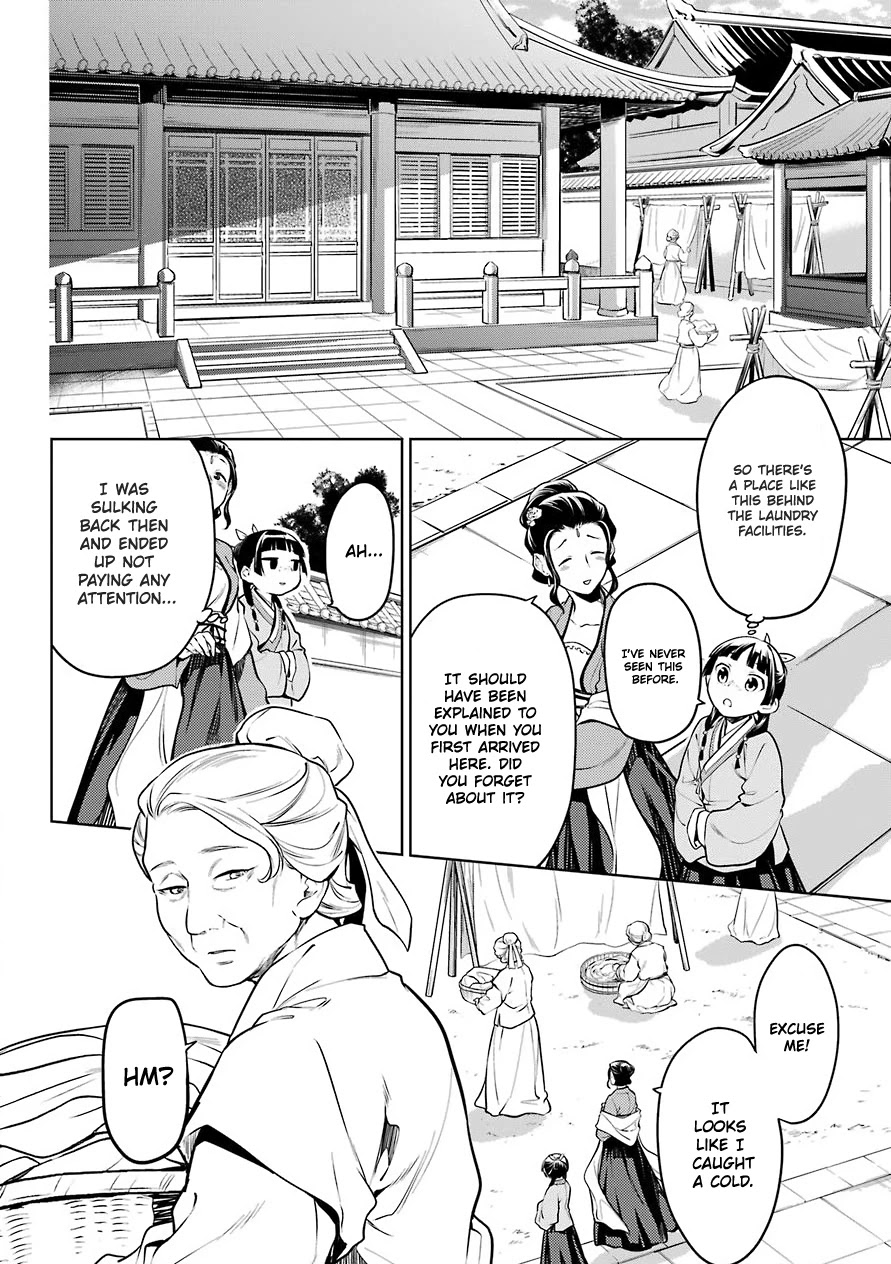 SO THERE'S
A PLACE LIKE
THIS BEHIND
THE LAUNDRY
FACILITIES.
I'VE NEVER
SEEN THIS
BEFORE.
IT SHOULD
HAVE BEEN
EXPLAINED TO
YOU WHEN YOU
FIRST ARRIVED
HERE. DID
YOU FORGET
ABOUT IT?
AH...
I WAS
SULKING
BACK THEN
AND ENDED
UP NOT
PAYING ANY
ATTENTION...
EXCUSE
ME!
IT
LOOKS
LIKE I
CAUGHT
A COLD.
HM?